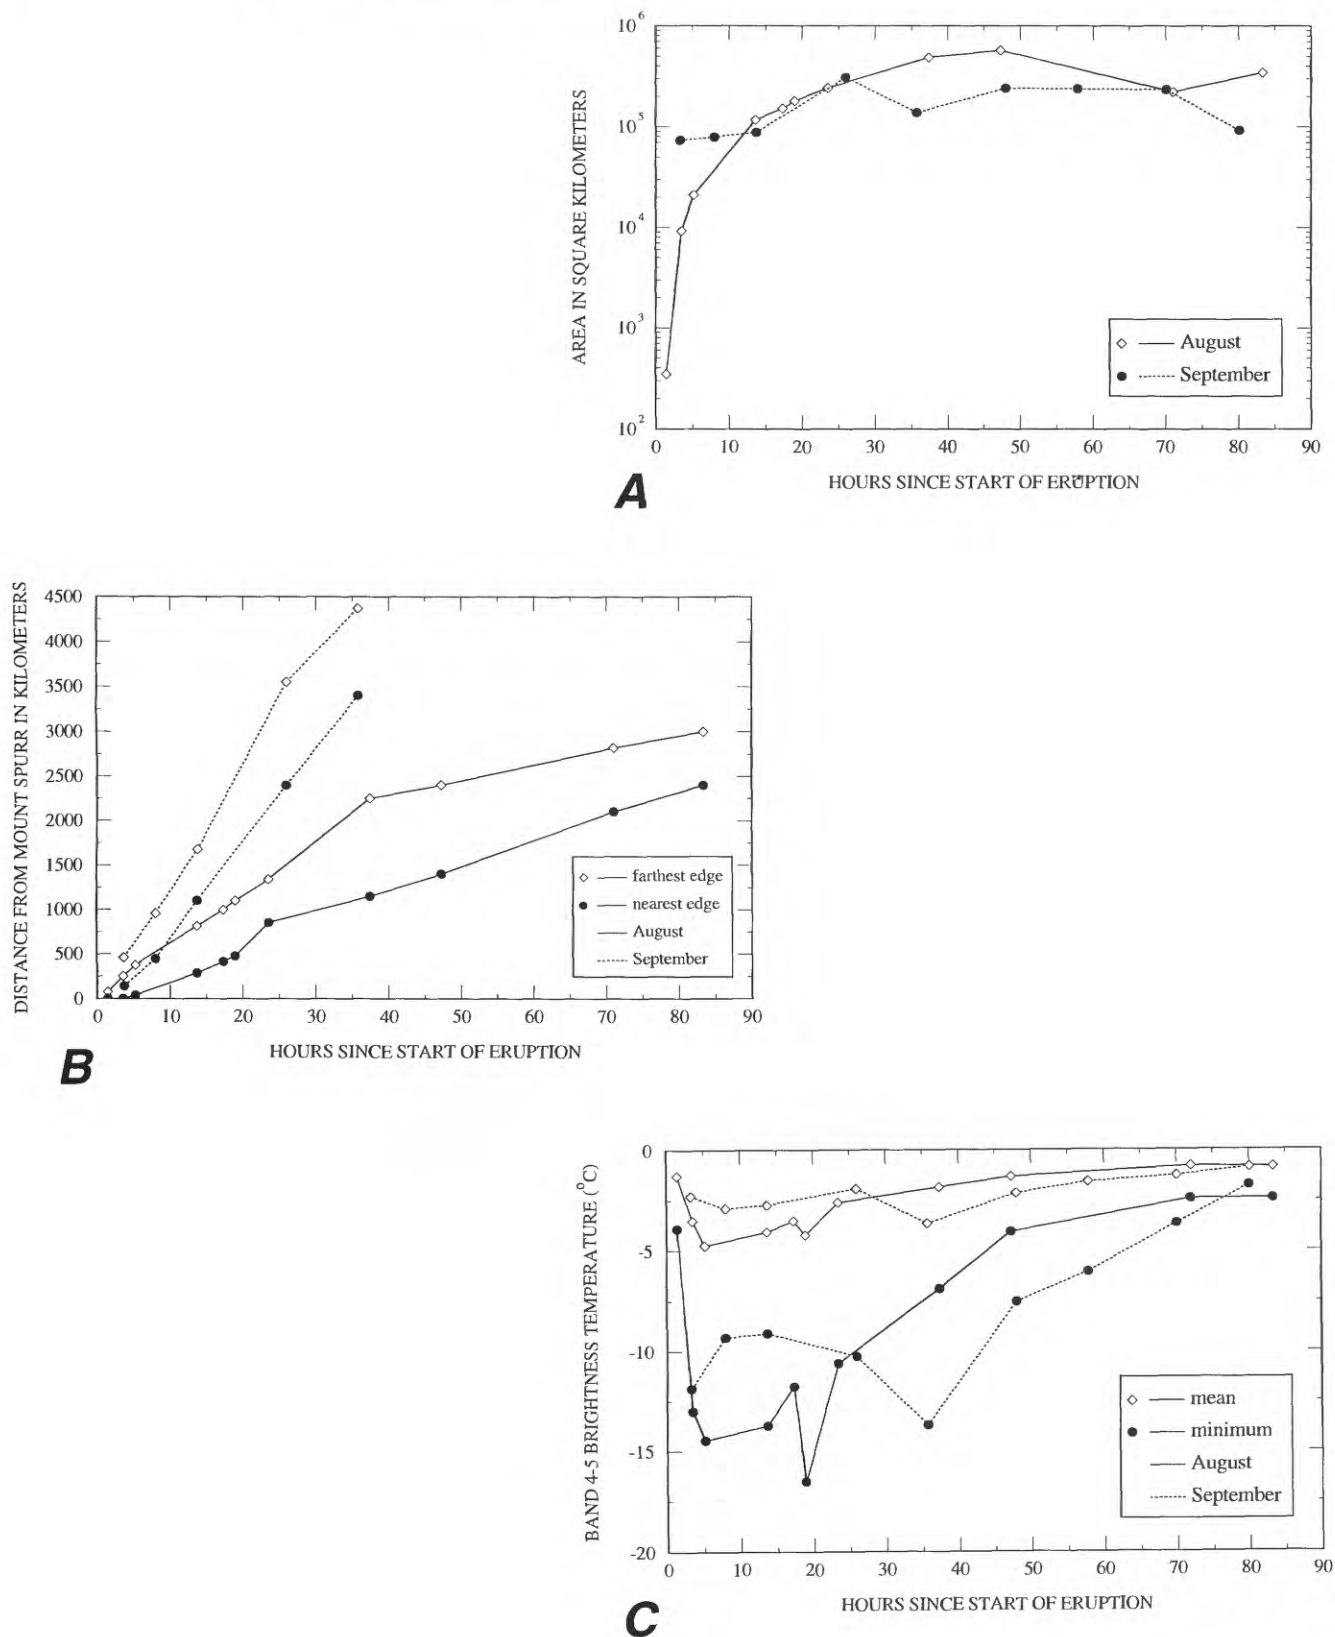 AREA IN SQUARE KILOMETERS
10^6
10^5
10^4
10^3
10^2
0 10 20 30 40 50 60 70 80 90
HOURS SINCE START OF ERUPTION
August
September
A
DISTANCE FROM MOUNT SPURR IN KILOMETERS
4500
4000
3500
3000
2500
2000
1500
1000
500
0
0 10 20 30 40 50 60 70 80 90
HOURS SINCE START OF ERUPTION
farthest edge
nearest edge
August
September
B
BAND 4-5 BRIGHTNESS TEMPERATURE (°C)
0
-5
-10
-15
-20
0 10 20 30 40 50 60 70 80 90
HOURS SINCE START OF ERUPTION
mean
minimum
August
September
C